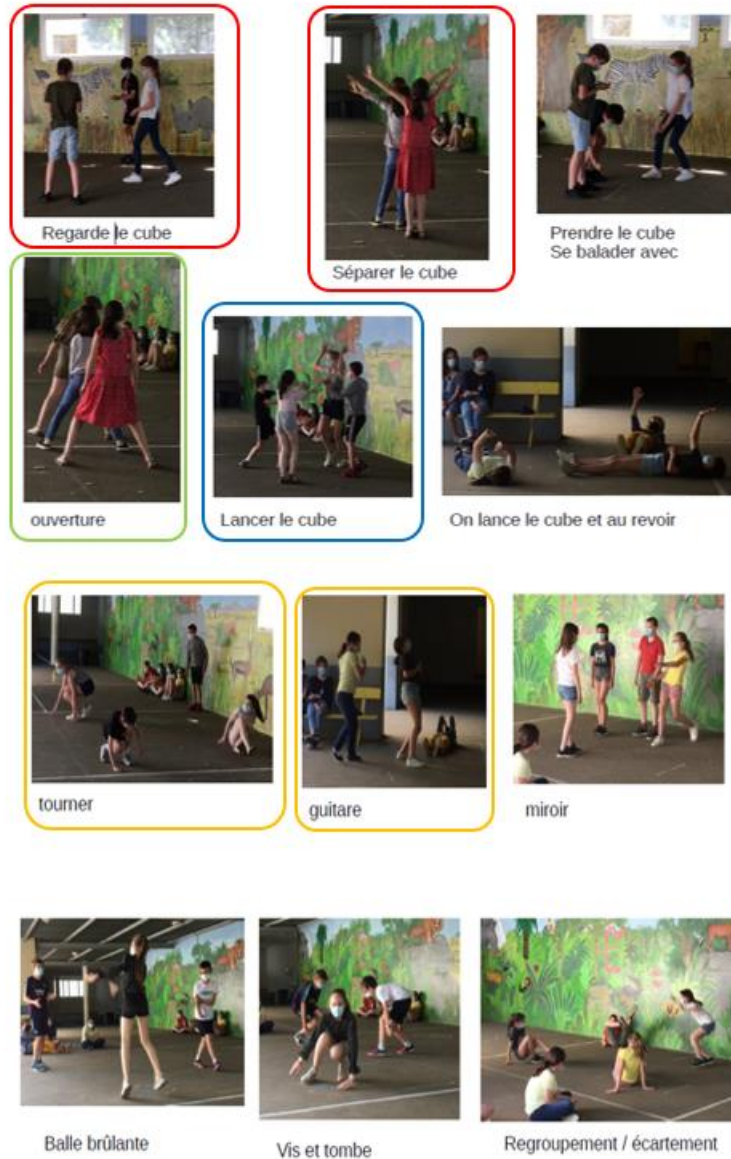 Regarde le cube
Séparer le cube
Prendre le cube
Se balader avec
ouverture
Lancer le cube
On lance le cube et au revoir
tourner
guitare
miroir
Balle brûlante
Vis et tombe
Regroupement / écartement